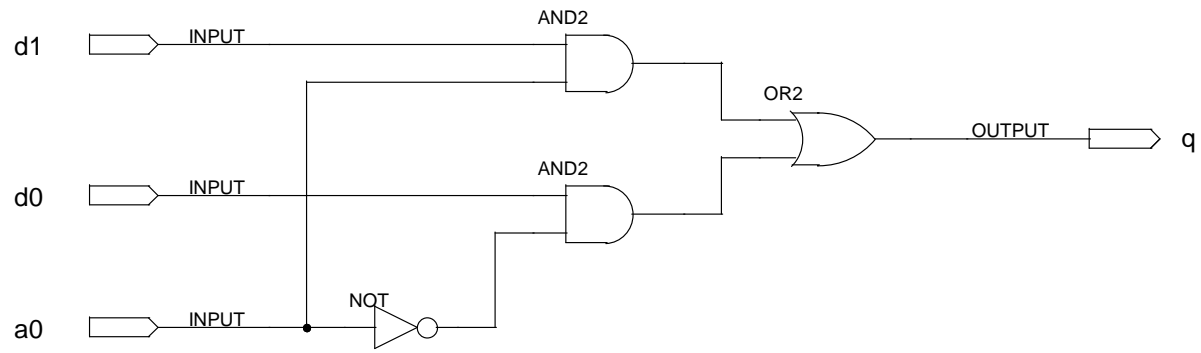 AND2
d1 INPUT
OR2
OUTPUT q
AND2
d0 INPUT
NOT
a0 INPUT